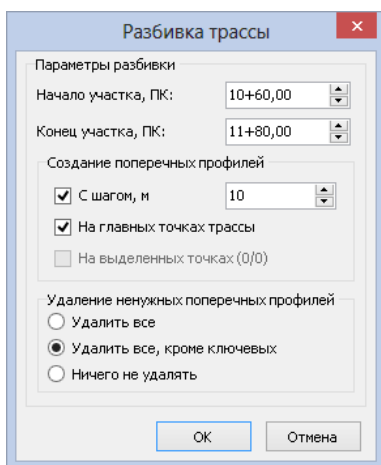 Разбивка трассы
Параметры разбивки
Начало участка, ПК: 10+60,00
Конец участка, ПК: 11+80,00
Создание поперечных профилей
С шагом, м 10
На главных точках трассы
На выделенных точках (0/0)
Удаление ненужных поперечных профилей
Удалить все
Удалить все, кроме ключевых
Ничего не удалять
ОК Отмена